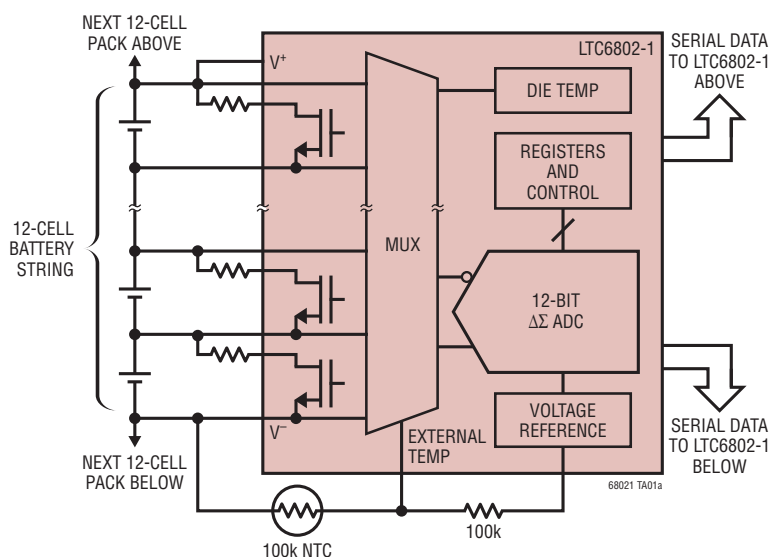 NEXT 12-CELL
PACK ABOVE
V+
LTC6802-1
SERIAL DATA
TO LTC6802-1
ABOVE
DIE TEMP
REGISTERS
AND
CONTROL
12-CELL
BATTERY
STRING
MUX
12-BIT
ΔΣ ADC
VOLTAGE
REFERENCE
V−
EXTERNAL
TEMP
NEXT 12-CELL
PACK BELOW
SERIAL DATA
TO LTC6802-1
BELOW
68021 TA01a
100k NTC
100k